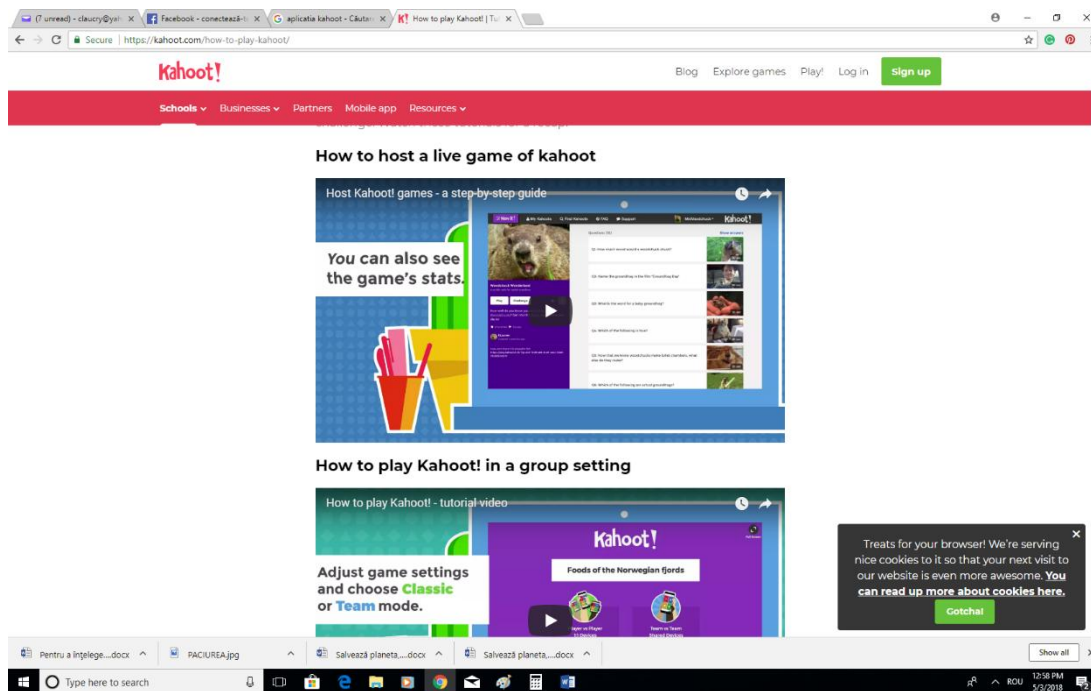 (7 unread) - claucry@yah
Facebook - conectează-t
aplicatia kahoot - Căuta
How to play Kahoot! | Tu
Secure | https://kahoot.com/how-to-play-kahoot/
Kahoot!
Blog Explore games Play! Log in Sign up
Schools Businesses Partners Mobile app Resources
How to host a live game of kahoot
Host Kahoot! games - a step-by-step guide
You can also see
the game's stats.
Kahoot!
How to play Kahoot! in a group setting
How to play Kahoot! - tutorial video
Kahoot!
Foods of the Norwegian fjords
Adjust game settings
and choose Classic
or Team mode.
Team vs Team
Shared Devices
Treats for your browser! We're serving
nice cookies to it so that your next visit to
our website is even more awesome. You
can read up more about cookies here.
Gotcha!
Pentru a înțelege....docx
PACIUREA.jpg
Salvează planeta,....docx
Salvează planeta,....docx
Show all
Type here to search
ROU
12:58 PM
5/3/2018